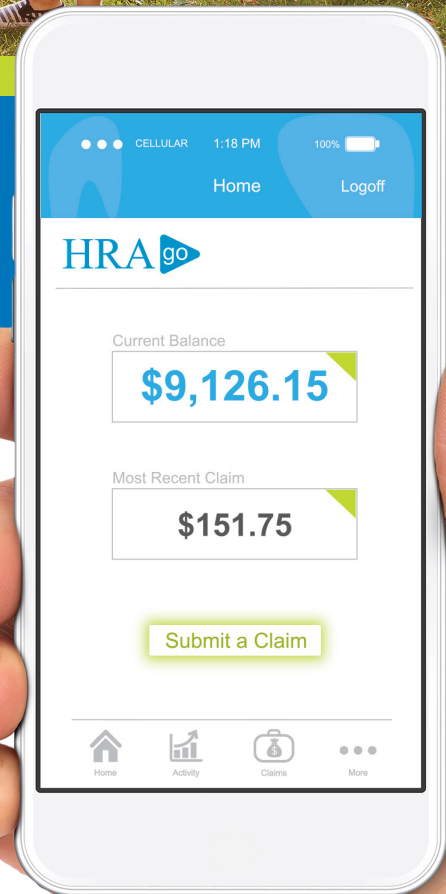 CELLULAR 1:18 PM 100%
Home Logoff
HRA go
Current Balance
$9,126.15
Most Recent Claim
$151.75
Submit a Claim
Home Activity Claims More